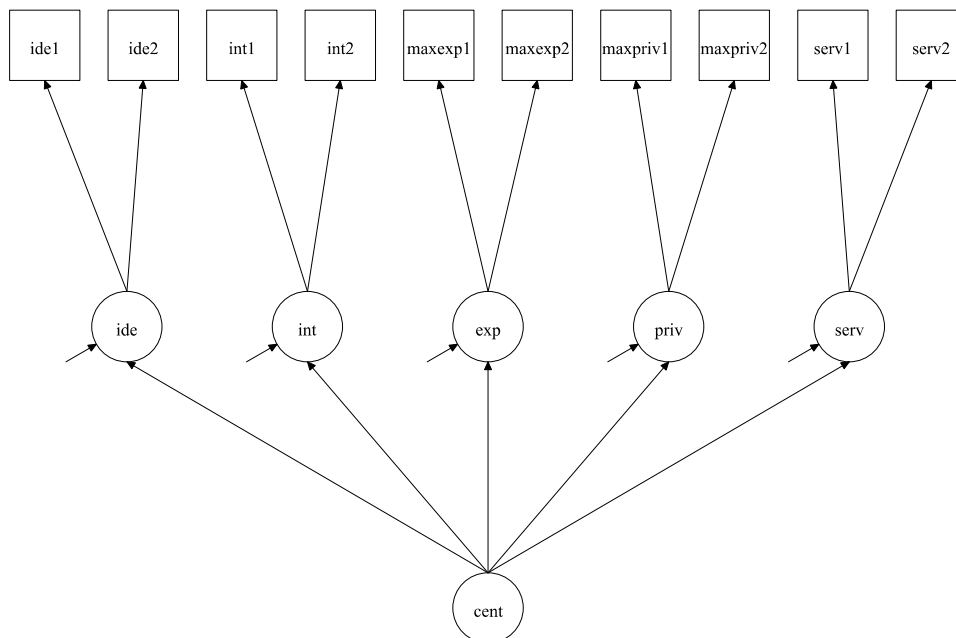 ide1
ide2
int1
int2
maxexp1
maxexp2
maxpriv1
maxpriv2
serv1
serv2
ide
int
exp
priv
serv
cent